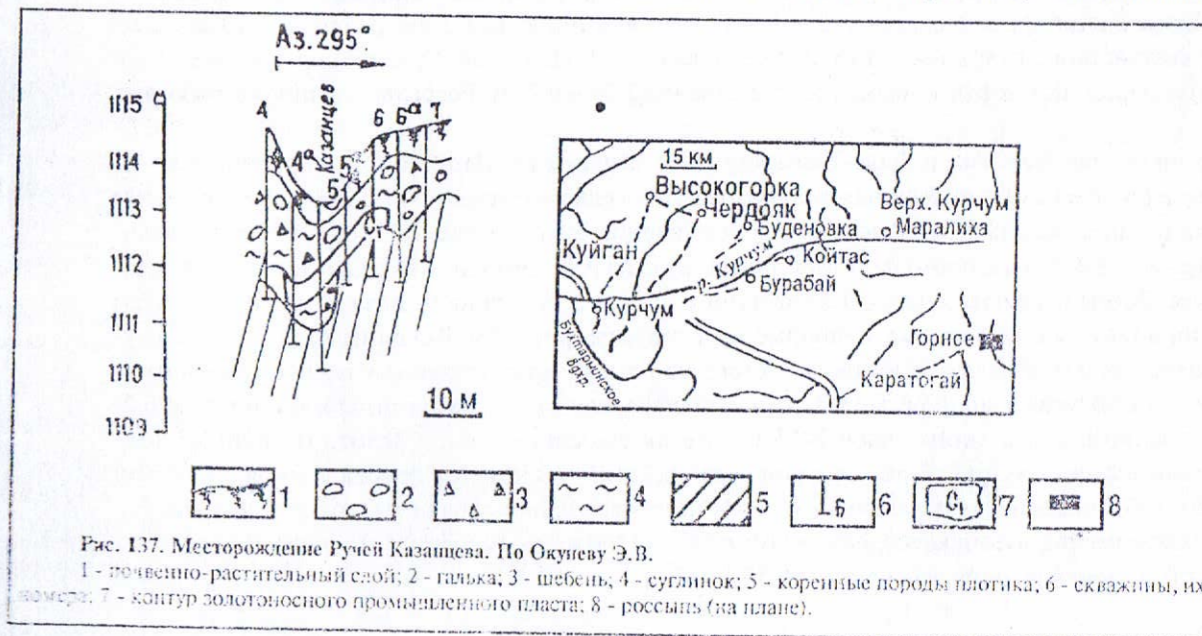 Аз.295°
1115
1114
1113
1112
1111
1110
1109
4
4а
Казанцев
5
5
6
6а
7
10 м
15 км
Высокогорка
Чердояк
Верх. Курчум
Буденовка
Маралиха
Куйган
Курчум
Койтас
Бурабай
Курчум
Бухтарминское вдхр.
Горное
Каратогай
1 2 3 4 5 6 7 8
Рис. 137. Месторождение Ручей Казанцева. По Окуневу Э.В.
1 - почвенно-растительный слой; 2 - галька; 3 - щебень; 4 - суглинок; 5 - коренные породы плотика; 6 - скважины, их
номера; 7 - контур золотоносного промышленного пласта; 8 - россыпь (на плане).